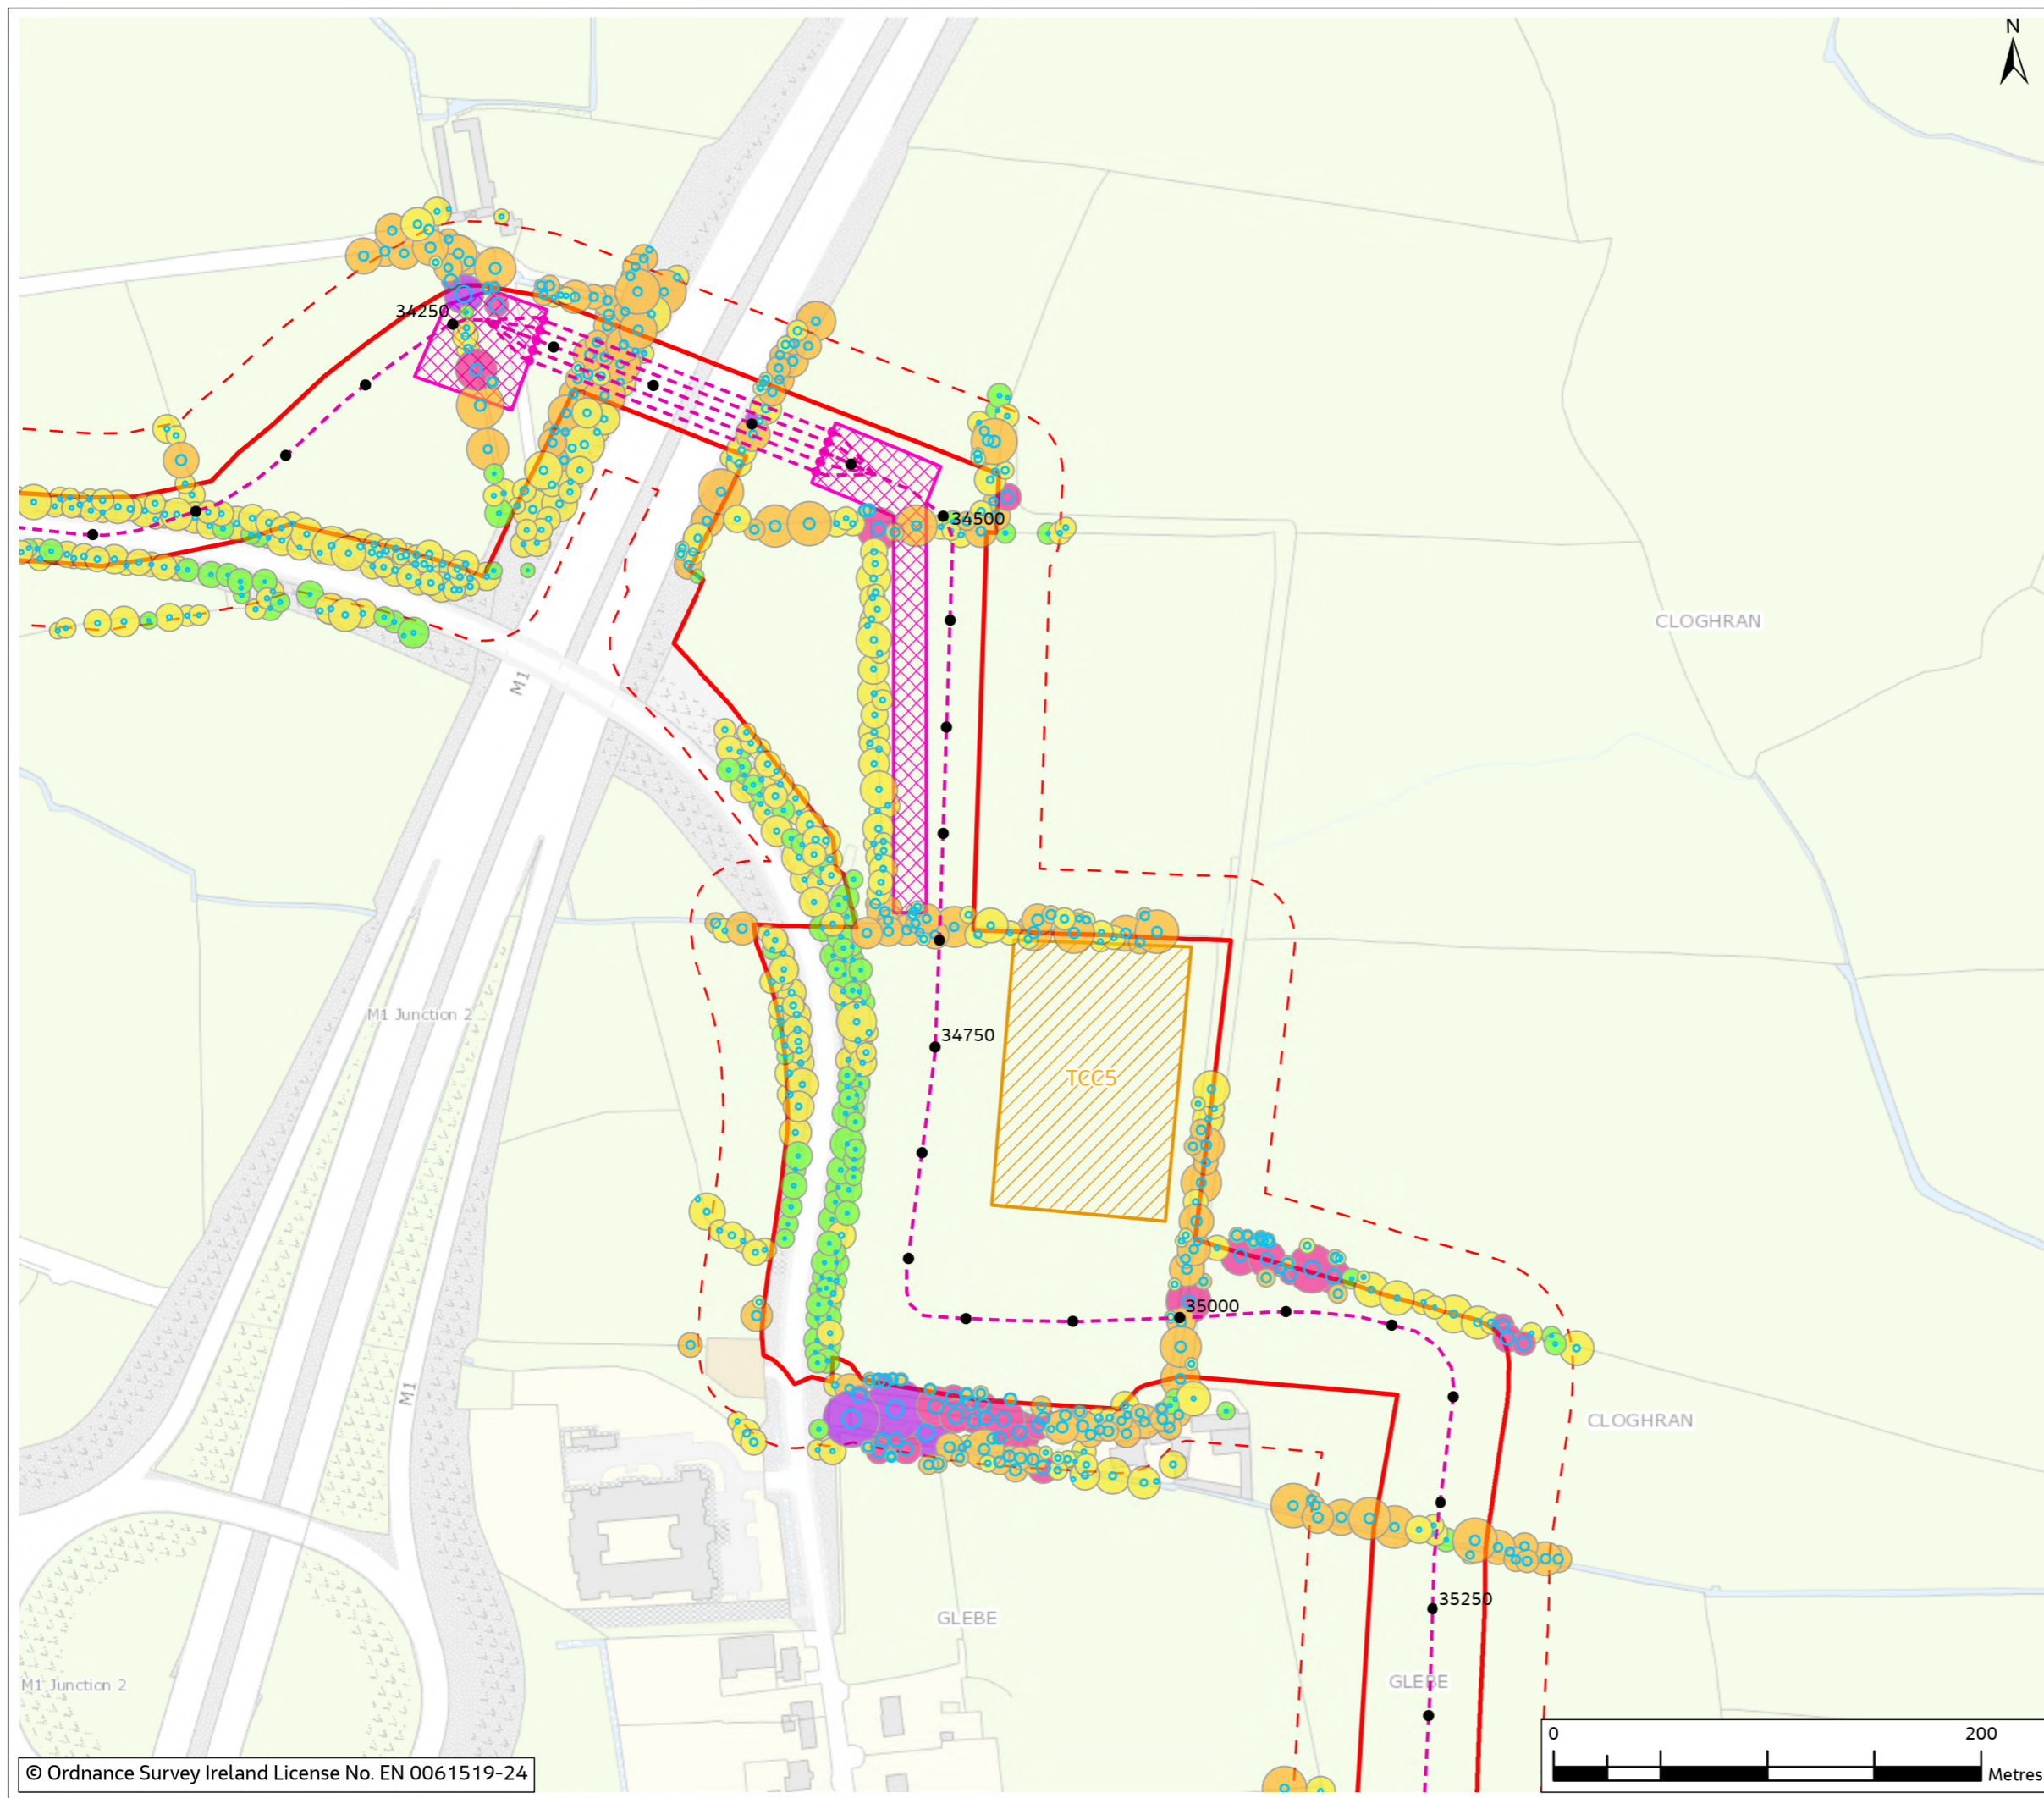 N
34250
34500
CLOGHRAN
M1
M1 Junction 2
34750
TCC5
35000
M1
CLOGHRAN
35250
GLEBE
GLEBE
M1 Junction 2
0 200
Metres
© Ordnance Survey Ireland License No. EN 0061519-24